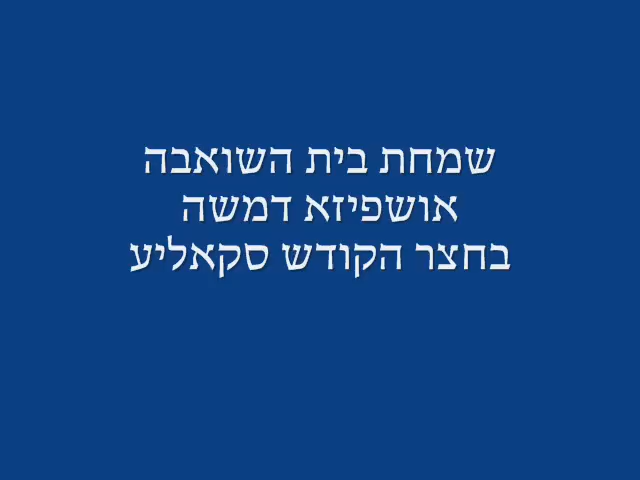 שמחת בית השואבה
אושפיזא דמשה
בחצר הקודש סקאליע